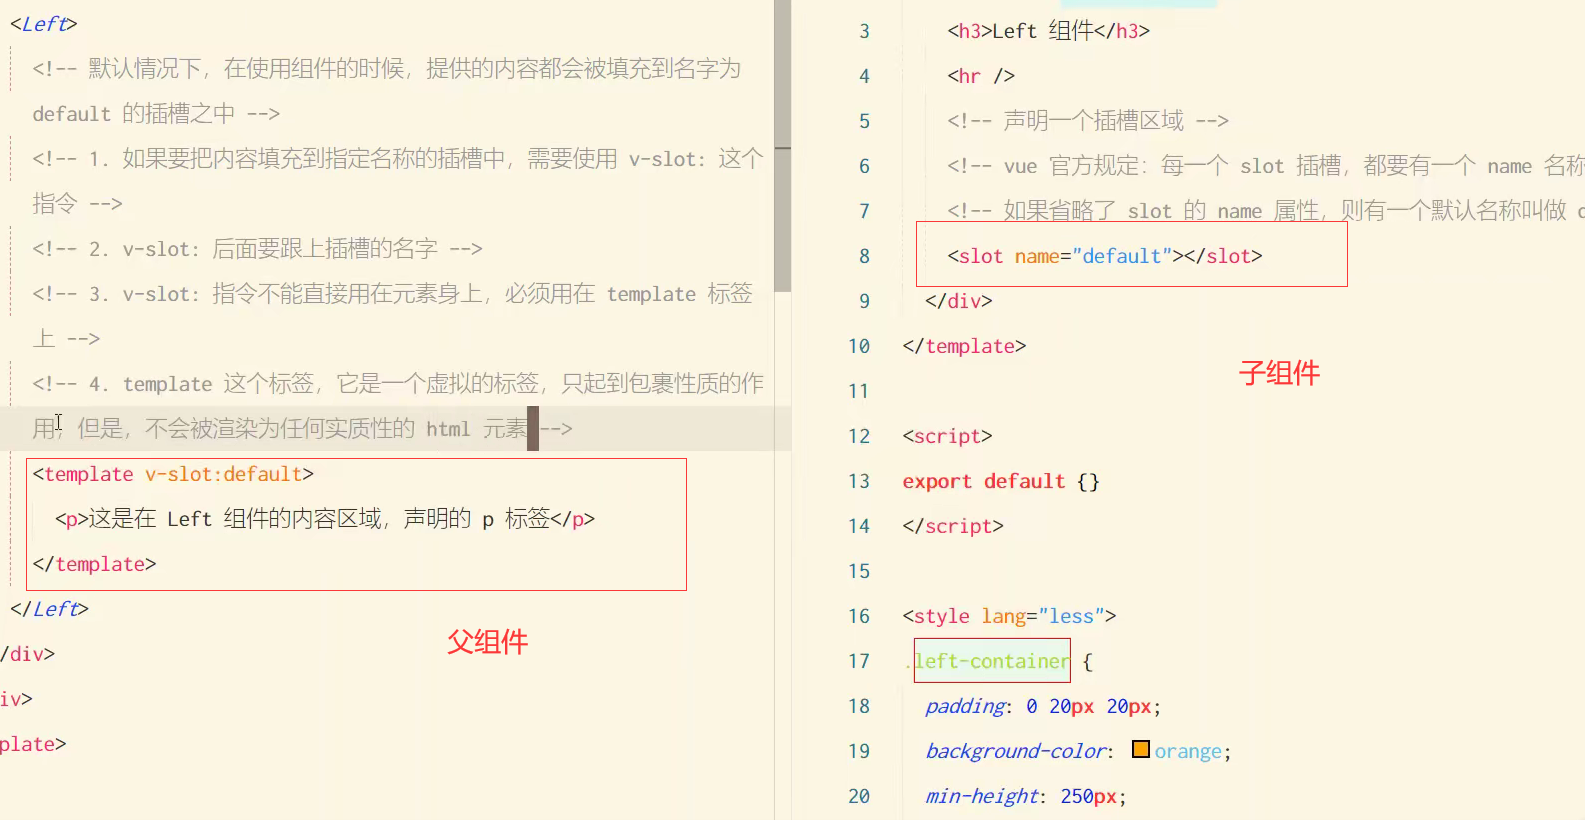 <Left>
<!-- 默认情况下，在使用组件的时候，提供的内容都会被填充到名字为
default 的插槽之中 -->
<!-- 1. 如果要把内容填充到指定名称的插槽中，需要使用 v-slot: 这个
指令 -->
<!-- 2. v-slot: 后面要跟上插槽的名字 -->
<!-- 3. v-slot: 指令不能直接用在元素身上，必须用在 template 标签
上 -->
<!-- 4. template 这个标签，它是一个虚拟的标签，只起到包裹性质的作
用，但是，不会被渲染为任何实质性的 html 元素 -->
<template v-slot:default>
<p>这是在 Left 组件的内容区域，声明的 p 标签</p>
</template>
</Left>
父组件
/div>
iv>
plate>
3 <h3>Left 组件</h3>
4 <hr />
5 <!-- 声明一个插槽区域 -->
6 <!-- vue 官方规定：每一个 slot 插槽，都要有一个 name 名称
7 <!-- 如果省略了 slot 的 name 属性，则有一个默认名称叫做
8 <slot name="default"></slot>
9 </div>
10 </template>
子组件
11
12 <script>
13 export default {}
14 </script>
15
16 <style lang="less">
17 .left-container {
18 padding: 0 20px 20px;
19 background-color: orange;
20 min-height: 250px;